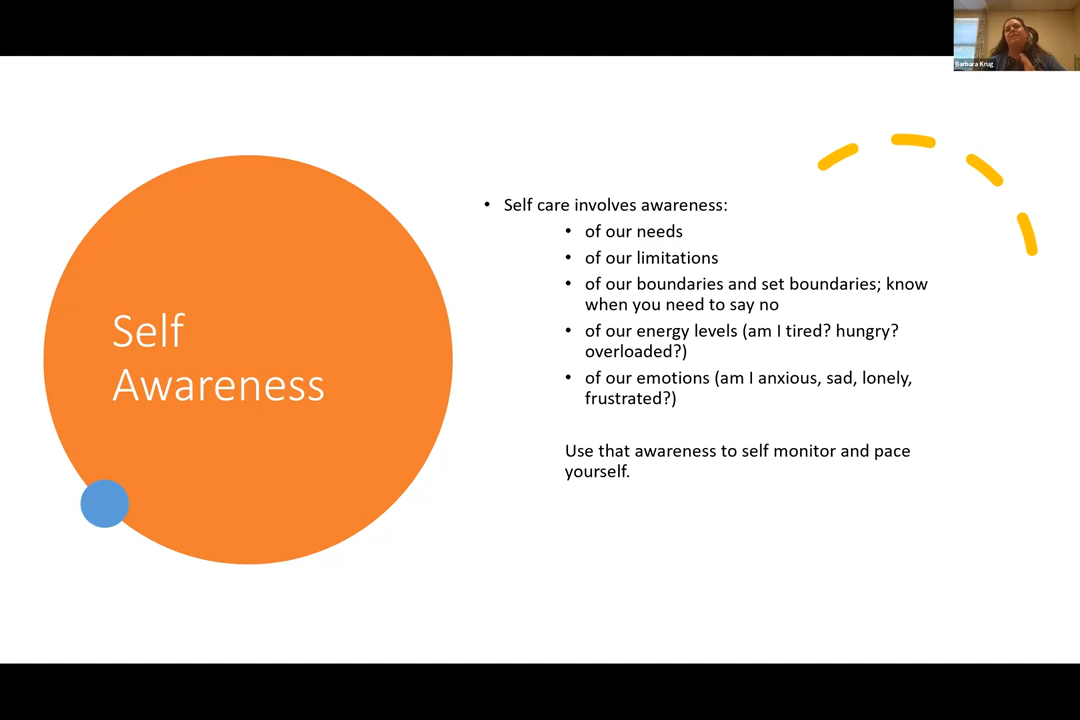 Barbara Krug
Self
Awareness
• Self care involves awareness:
• of our needs
• of our limitations
• of our boundaries and set boundaries; know
when you need to say no
• of our energy levels (am I tired? hungry?
overloaded?)
• of our emotions (am I anxious, sad, lonely,
frustrated?)
Use that awareness to self monitor and pace
yourself.